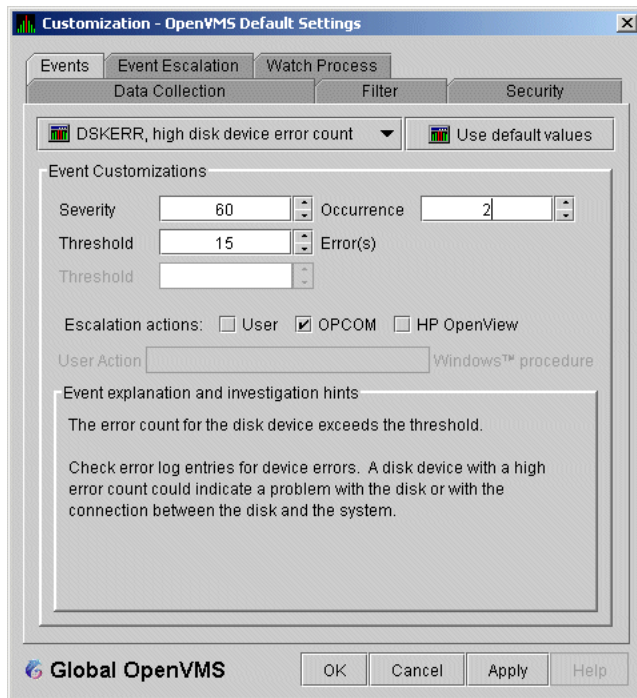 Customization - OpenVMS Default Settings
Events Event Escalation Watch Process
Data Collection Filter Security
DSKERR, high disk device error count Use default values
Event Customizations
Severity 60 Occurrence 2
Threshold 15 Error(s)
Threshold
Escalation actions: User OPCOM HP OpenView
User Action Windows™ procedure
Event explanation and investigation hints
The error count for the disk device exceeds the threshold.
Check error log entries for device errors. A disk device with a high
error count could indicate a problem with the disk or with the
connection between the disk and the system.
Global OpenVMS OK Cancel Apply Help